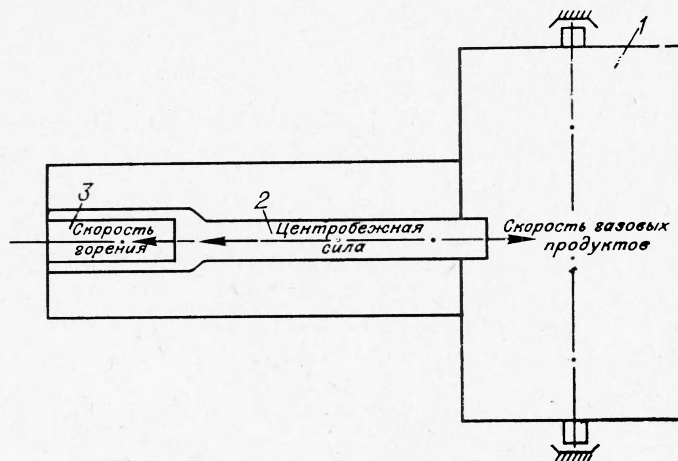 1
2
3
Скорость
горения
Центробежная
сила
Скорость газовых
продуктов